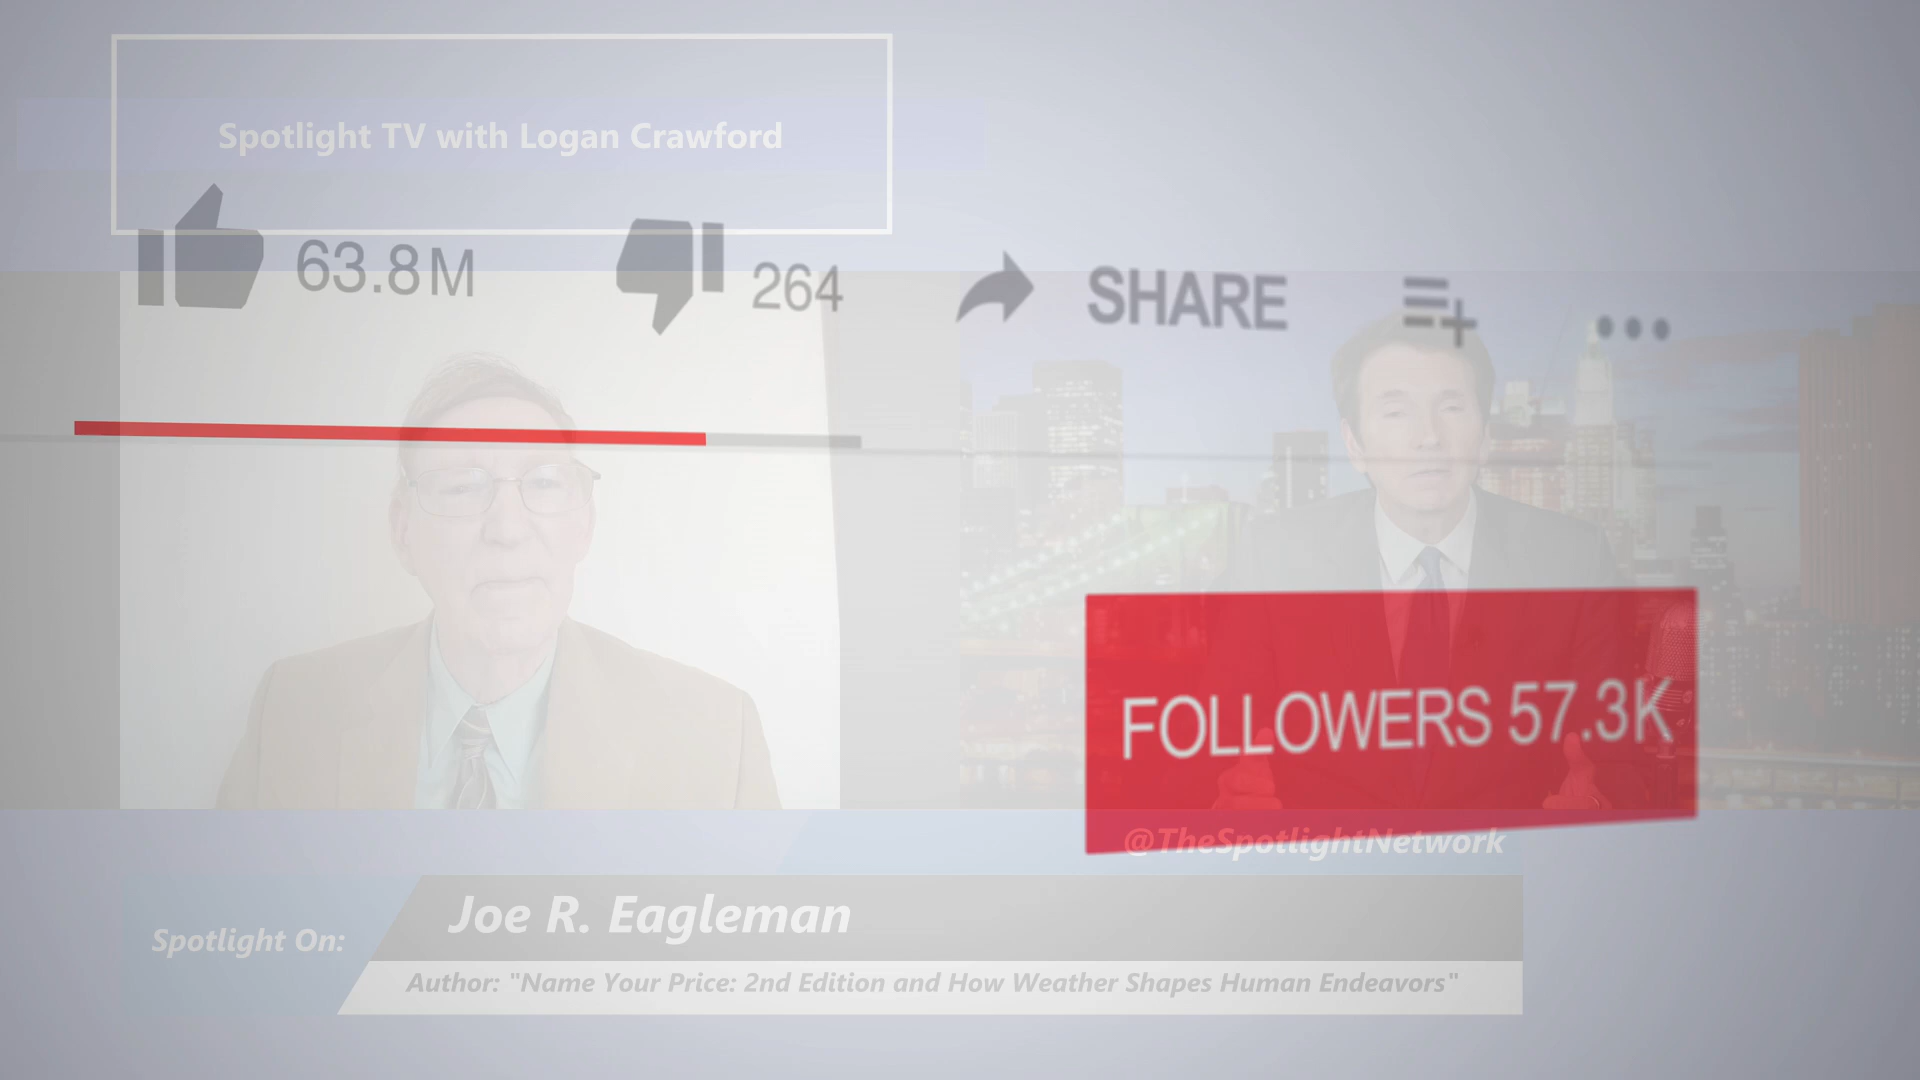 Spotlight TV with Logan Crawford
63.8M
264
SHARE
FOLLOWERS 57.3K
@TheSpotlightNetwork
Joe R. Eagleman
Spotlight On:
Author: "Name Your Price: 2nd Edition and How Weather Shapes Human Endeavors"